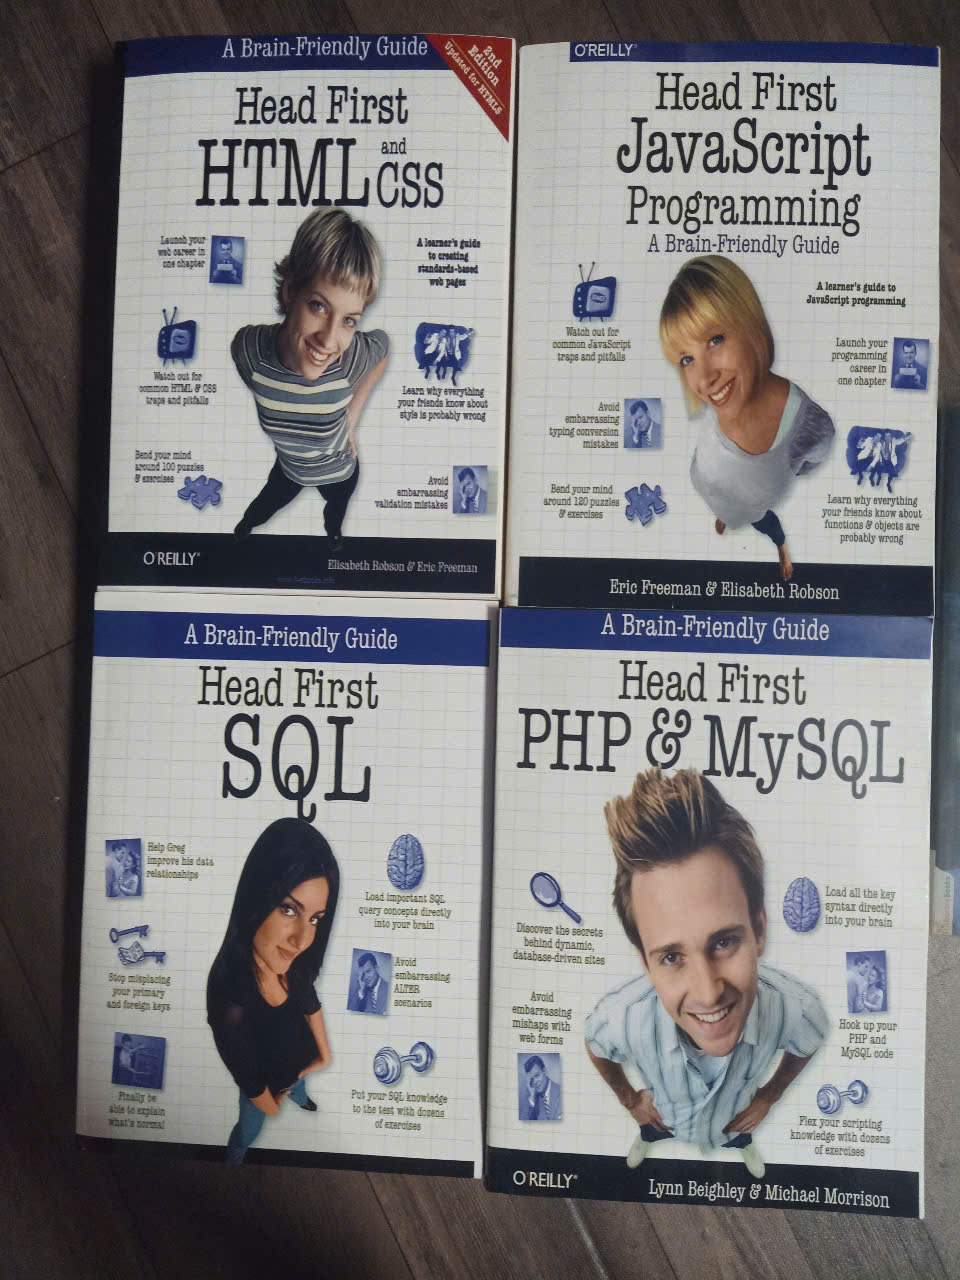 A Brain-Friendly Guide
2nd
Edition
Updated for HTML5
Head First
HTML and
CSS
Launch your
web career in
one chapter
A learner's guide
to creating
standards-based
web pages
Watch out for
common HTML & CSS
traps and pitfalls
Learn why everything
your friends know about
style is probably wrong
Bend your mind
around 100 puzzles
& exercises
Avoid
embarrassing
validation mistakes
O'REILLY®
Elisabeth Robson & Eric Freeman
O'REILLY®
Head First
JavaScript
Programming
A Brain-Friendly Guide
A learner's guide to
JavaScript programming
Watch out for
common JavaScript
traps and pitfalls
Launch your
programming
career in
one chapter
Avoid
embarrassing
typing conversion
mistakes
Bend your mind
around 120 puzzles
& exercises
Learn why everything
your friends know about
functions & objects are
probably wrong
Eric Freeman & Elisabeth Robson
A Brain-Friendly Guide
Head First
SQL
Help Greg
improve his data
relationships
Load important SQL
query concepts directly
into your brain
Stop misplacing
your primary
and foreign keys
Avoid
embarrassing
ALTER
scenarios
Finally be
able to explain
what's normal
Put your SQL knowledge
to the test with dozens
of exercises
A Brain-Friendly Guide
Head First
PHP & MySQL
Discover the secrets
behind dynamic,
database-driven sites
Load all the key
syntax directly
into your brain
Avoid
embarrassing
mishaps with
web forms
Hook up your
PHP and
MySQL code
Flex your scripting
knowledge with dozens
of exercises
O'REILLY®
Lynn Beighley & Michael Morrison